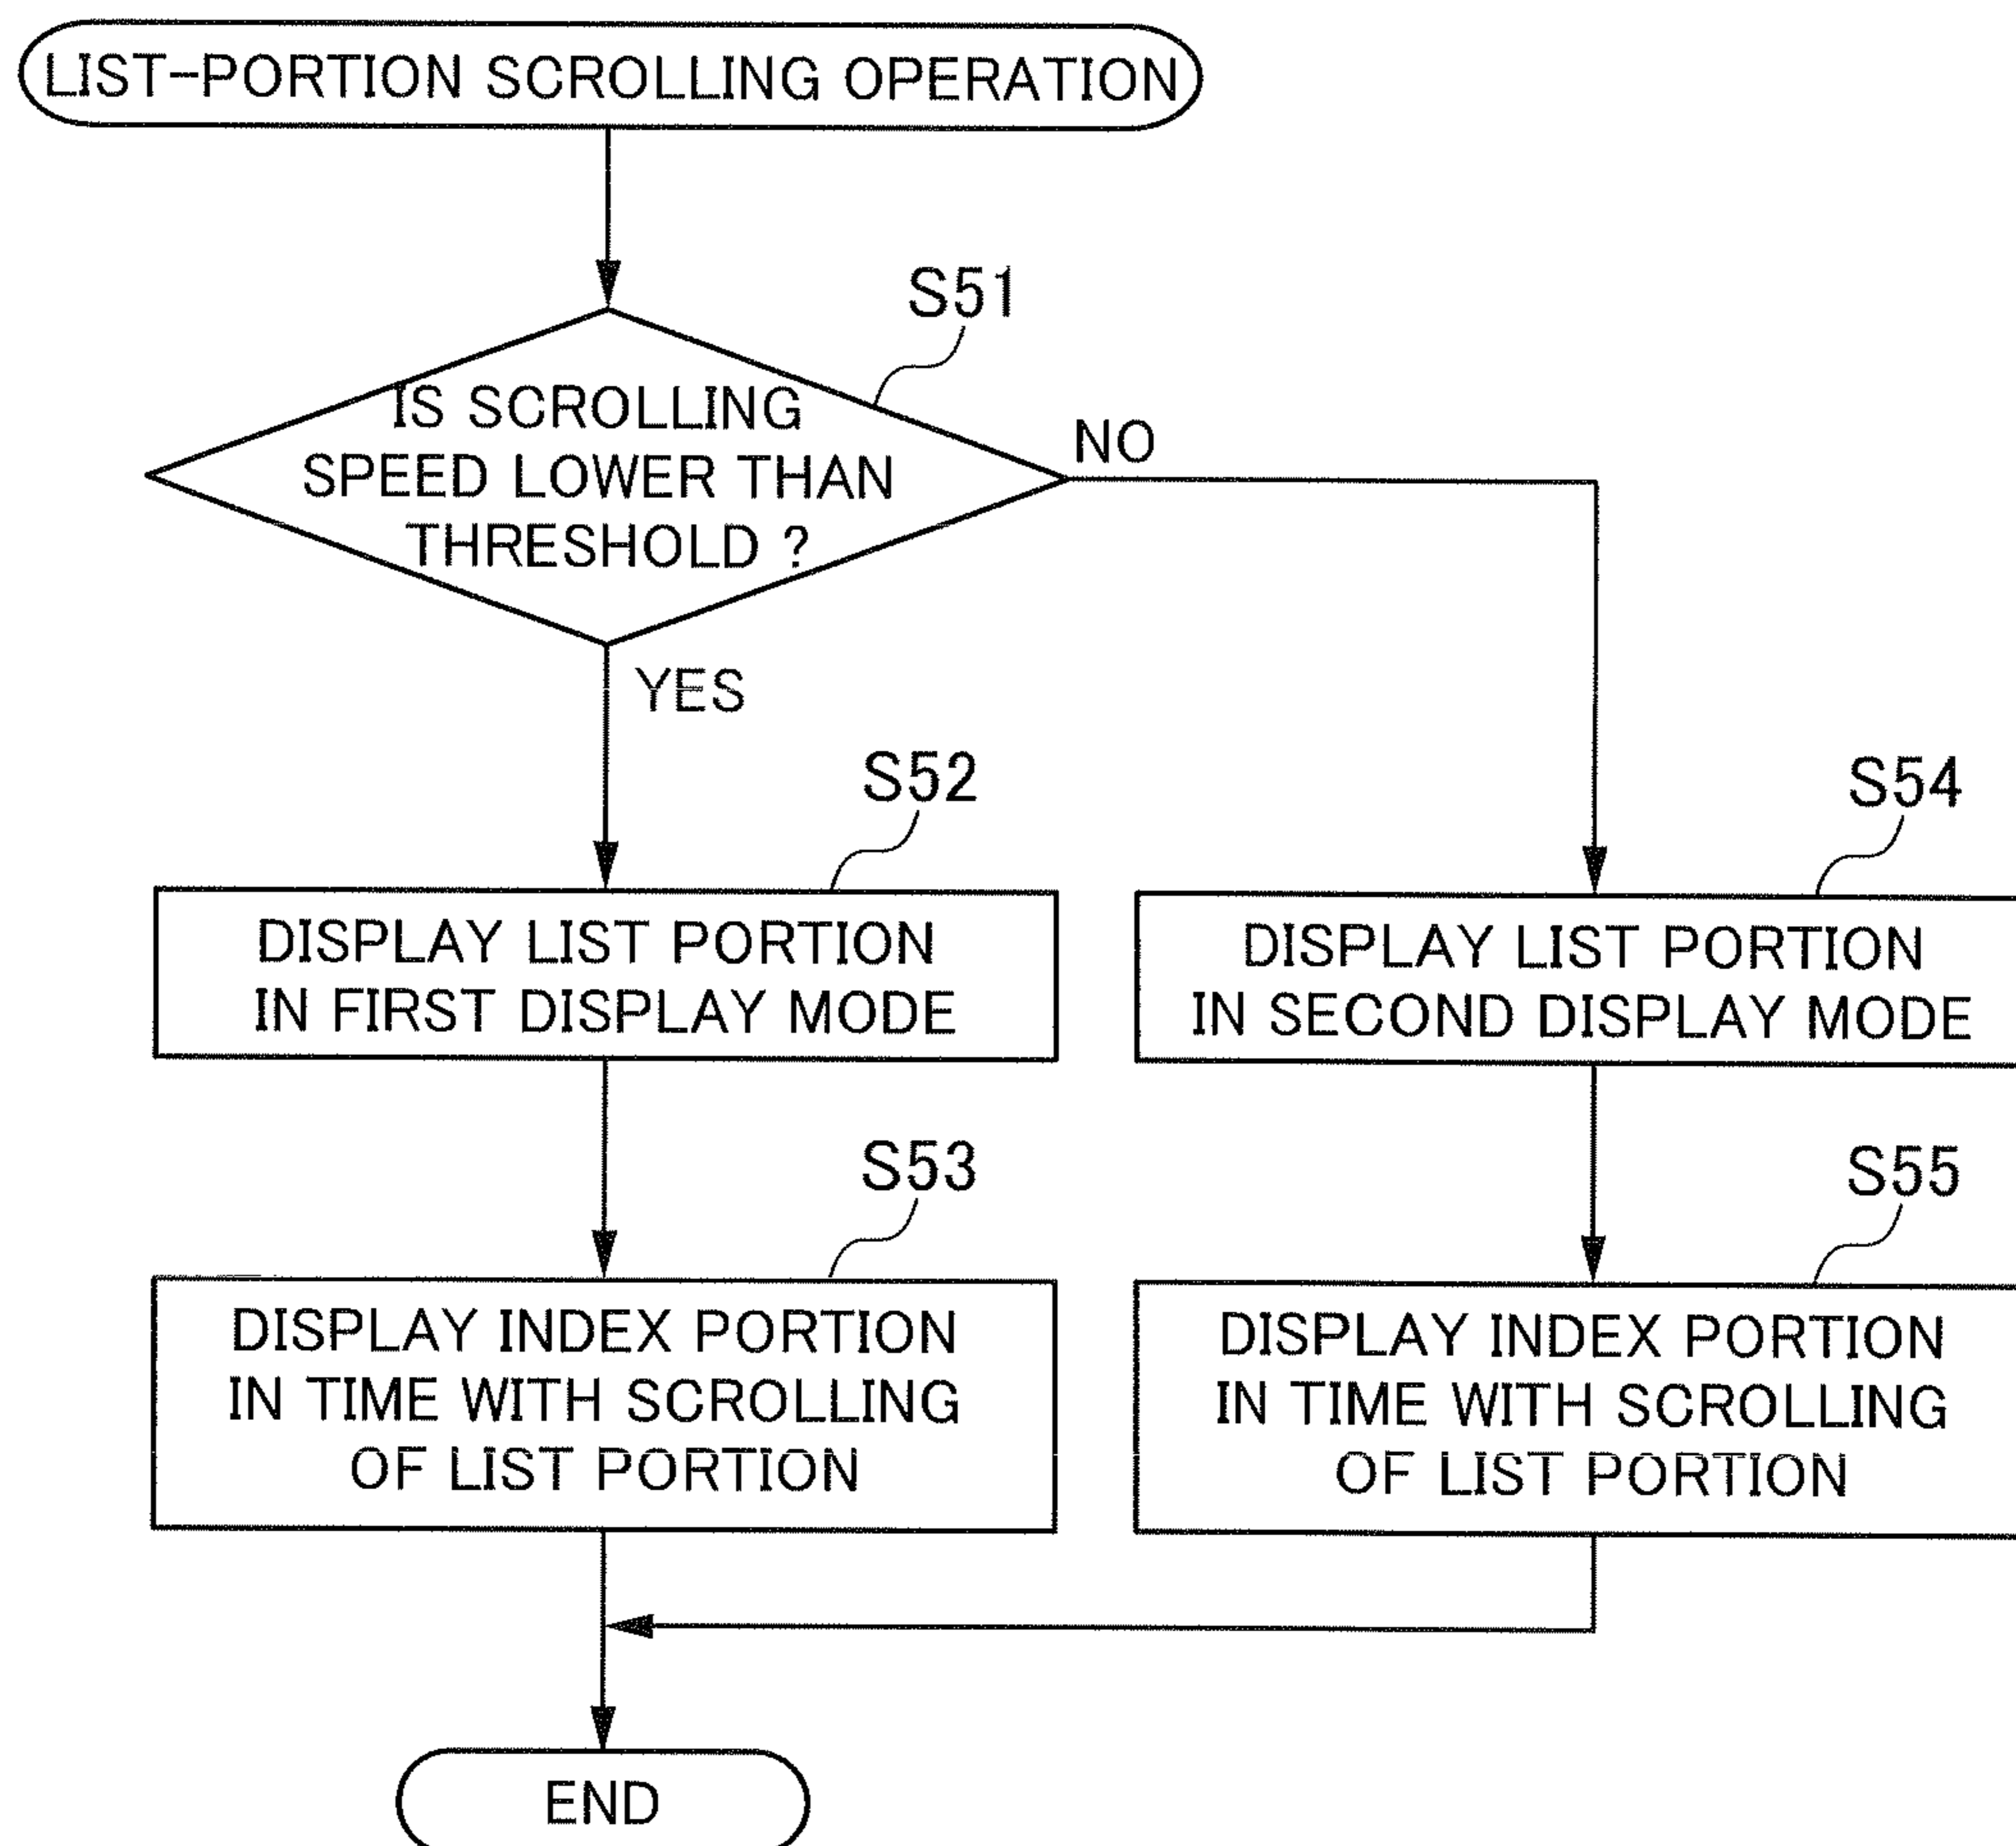 LIST-PORTION SCROLLING OPERATION
S51
IS SCROLLING
SPEED LOWER THAN
THRESHOLD ?
NO
YES
S52
DISPLAY LIST PORTION
IN FIRST DISPLAY MODE
S54
DISPLAY LIST PORTION
IN SECOND DISPLAY MODE
S53
DISPLAY INDEX PORTION
IN TIME WITH SCROLLING
OF LIST PORTION
S55
DISPLAY INDEX PORTION
IN TIME WITH SCROLLING
OF LIST PORTION
END